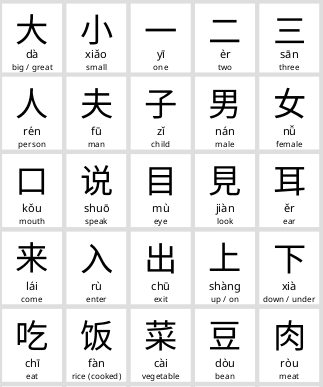 大 小 一 二 三
dà xiǎo yī èr sān
big / great small one two three
人 夫 子 男 女
rén fū zǐ nán nǚ
person man child male female
口 说 目 見 耳
kǒu shuō mù jiàn ěr
mouth speak eye look ear
来 入 出 上 下
lái rù chū shàng xià
come enter exit up / on down / under
吃 饭 菜 豆 肉
chī fàn cài dòu ròu
eat rice (cooked) vegetable bean meat